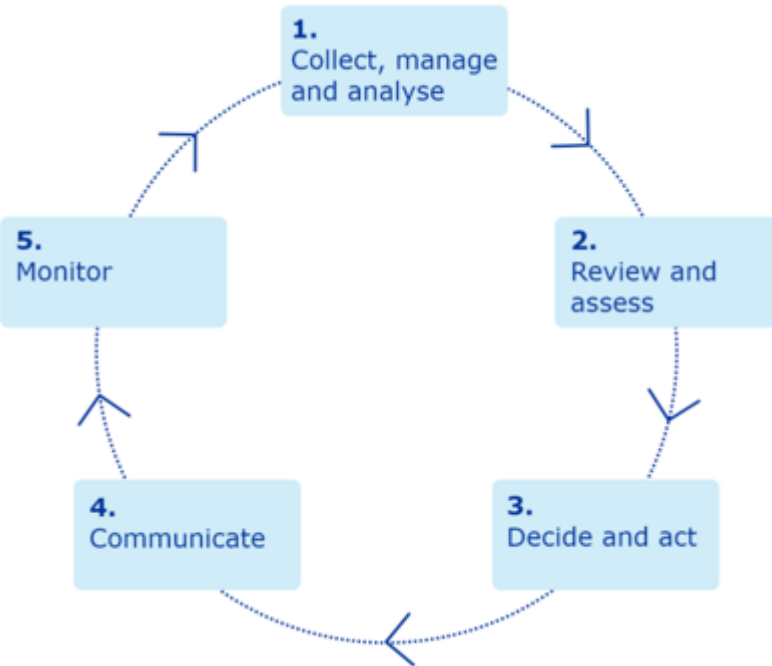 1.
Collect, manage
and analyse
2.
Review and
assess
3.
Decide and act
4.
Communicate
5.
Monitor